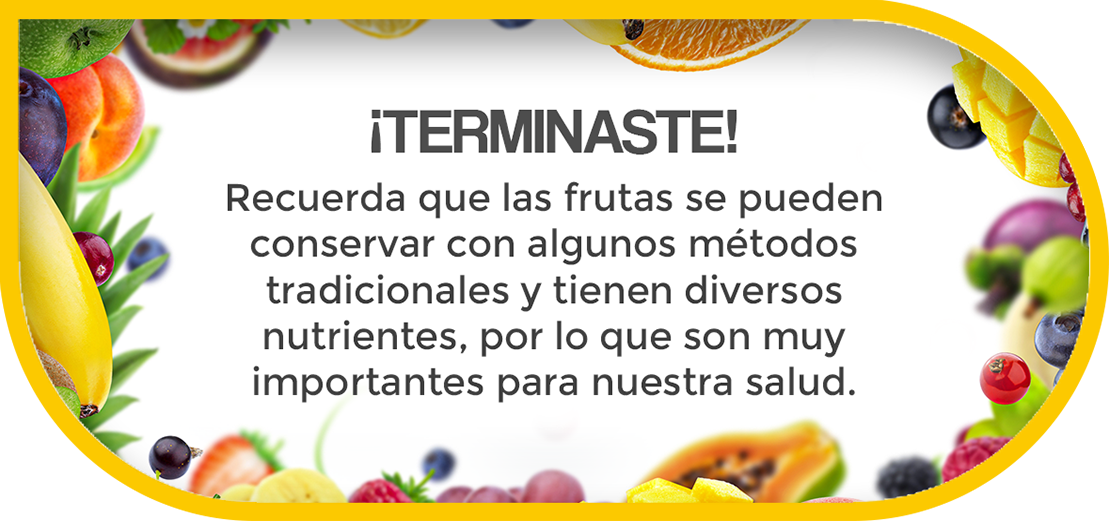 ¡TERMINASTE!
Recuerda que las frutas se pueden
conservar con algunos métodos
tradicionales y tienen diversos
nutrientes, por lo que son muy
importantes para nuestra salud.